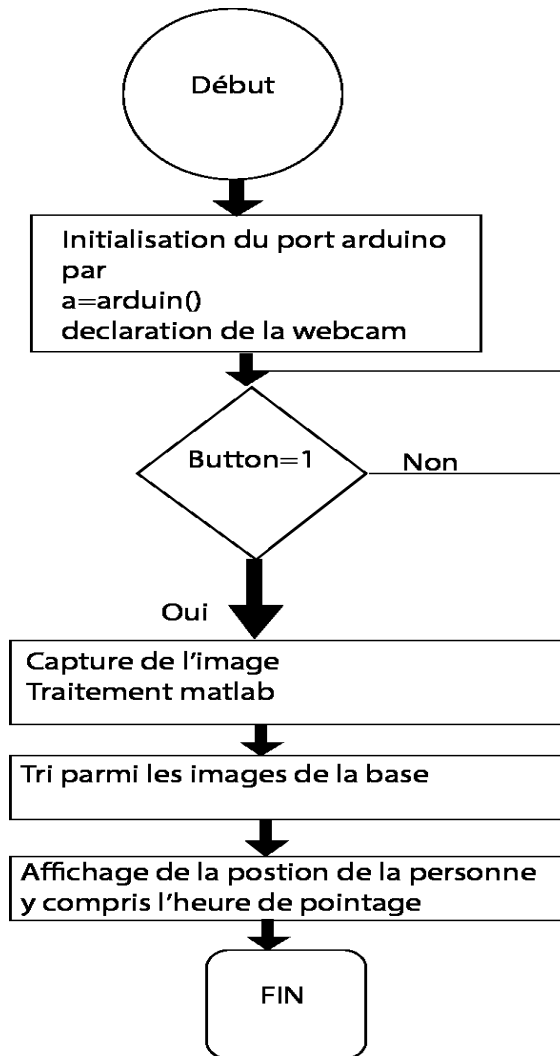 Début
Initialisation du port arduino
par
a=arduin()
declaration de la webcam
Button=1
Non
Oui
Capture de l'image
Traitement matlab
Tri parmi les images de la base
Affichage de la postion de la personne
y compris l'heure de pointage
FIN